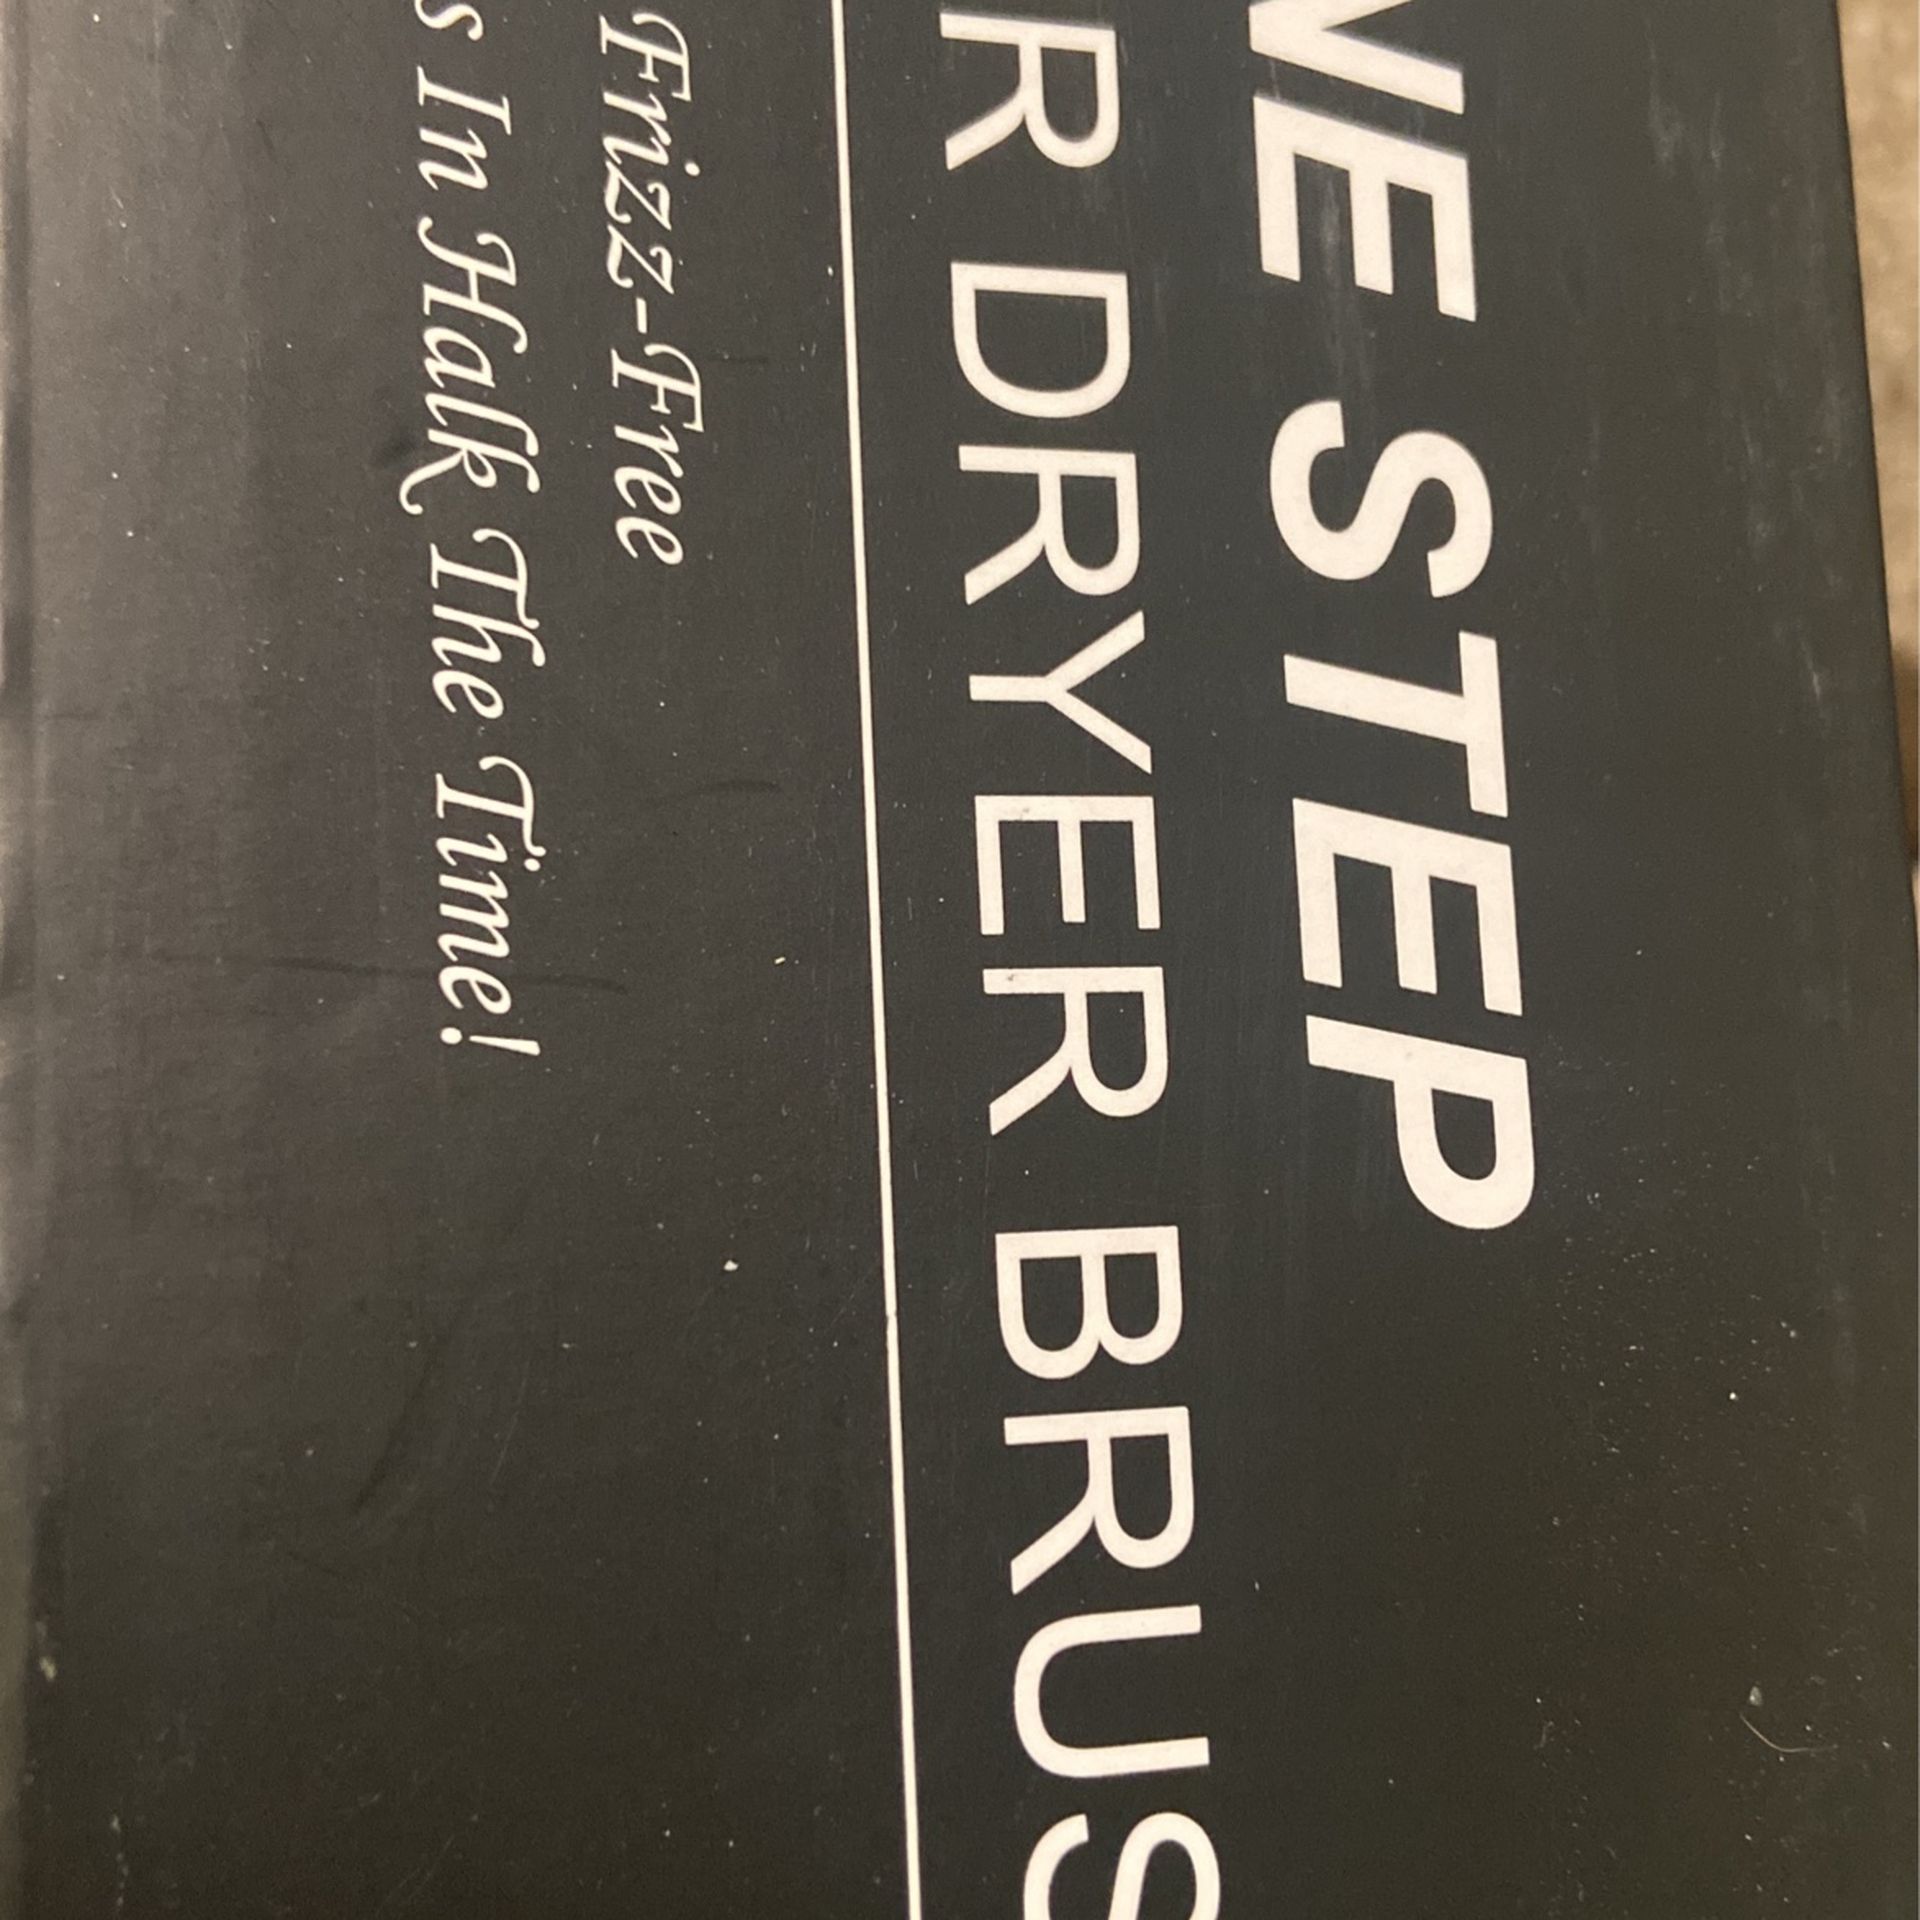 NE STEP
R DRYER BRUS
Frizz-Free
s In Half The Time!